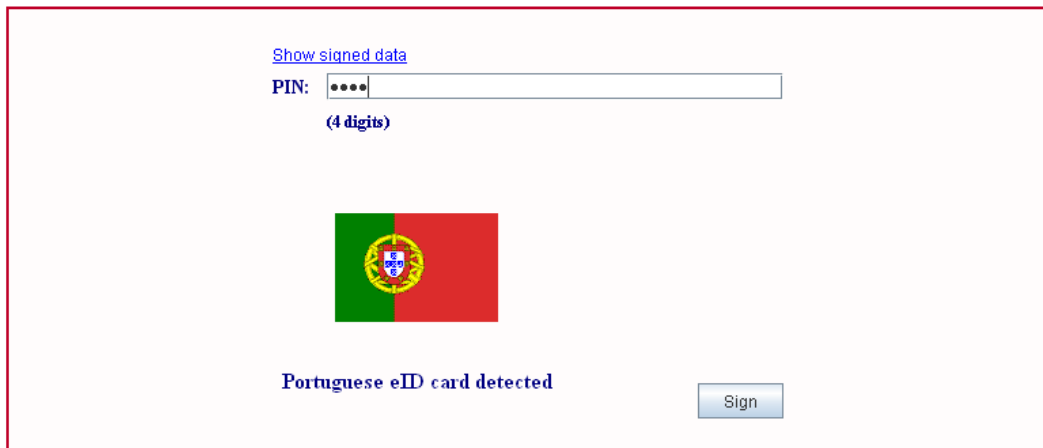 Show signed data
PIN: ••••
(4 digits)
Portuguese eID card detected
Sign